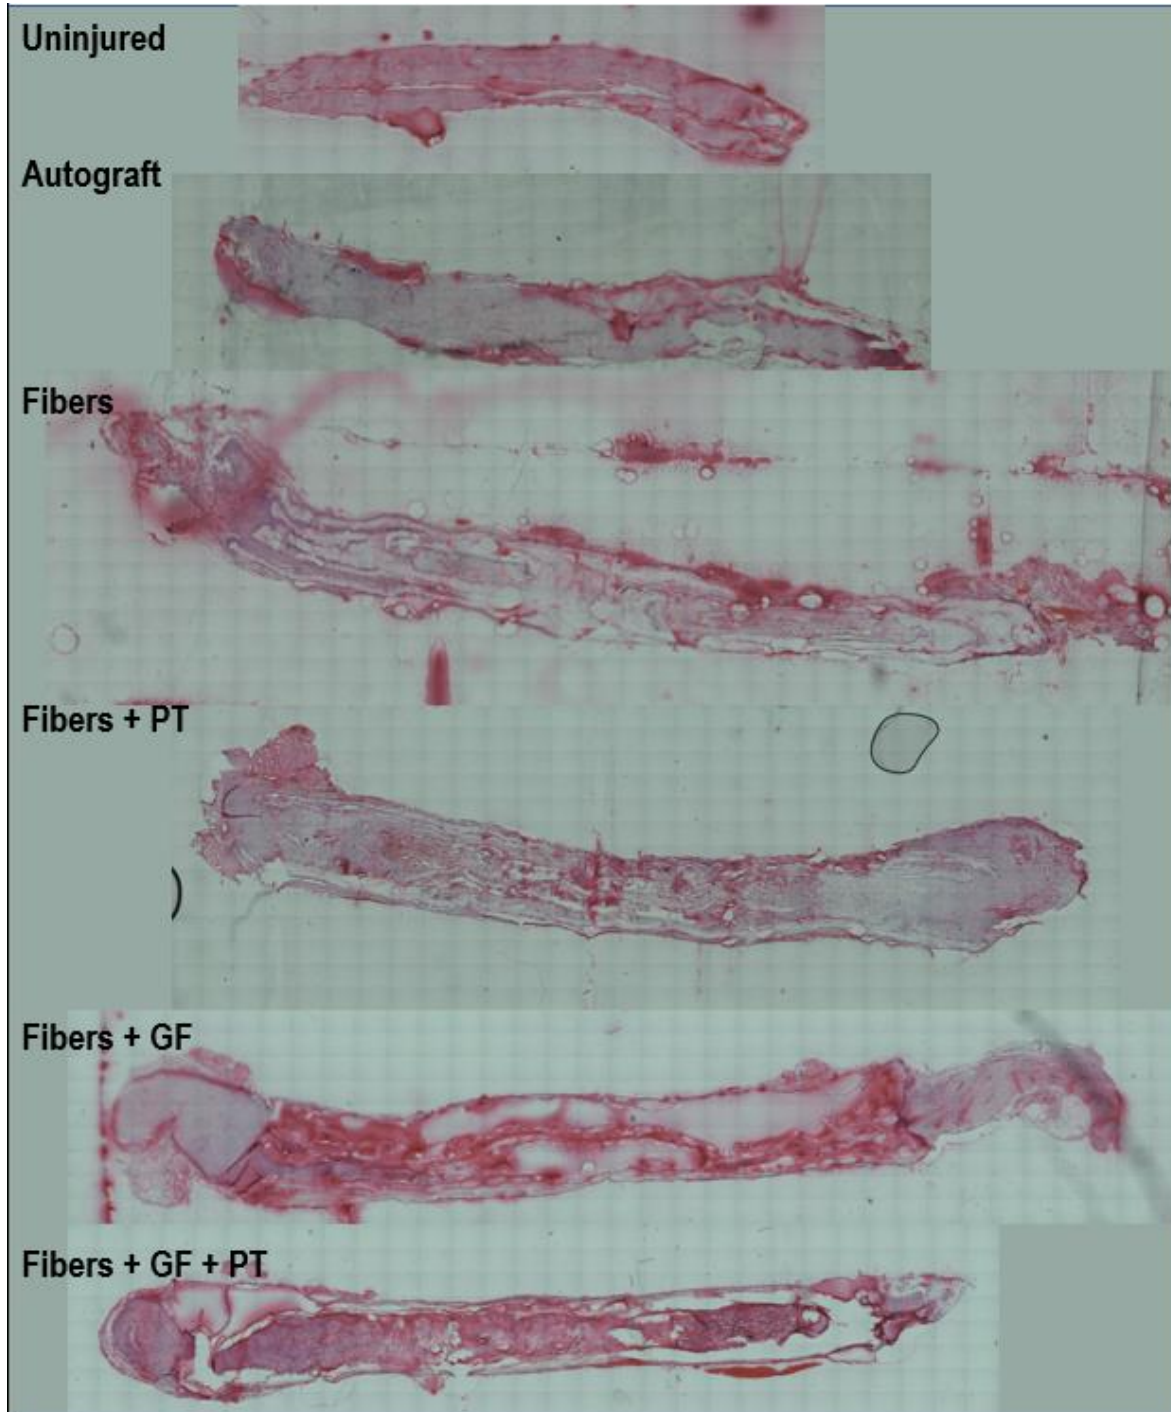 Uninjured
Autograft
Fibers
Fibers + PT
Fibers + GF
Fibers + GF + PT